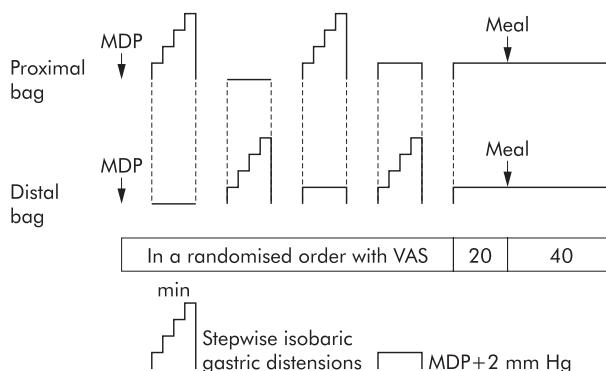 MDP
Proximal
bag
Meal
MDP
Distal
bag
Meal
In a randomised order with VAS
20
40
min
Stepwise isobaric
gastric distensions
MDP+2 mm Hg